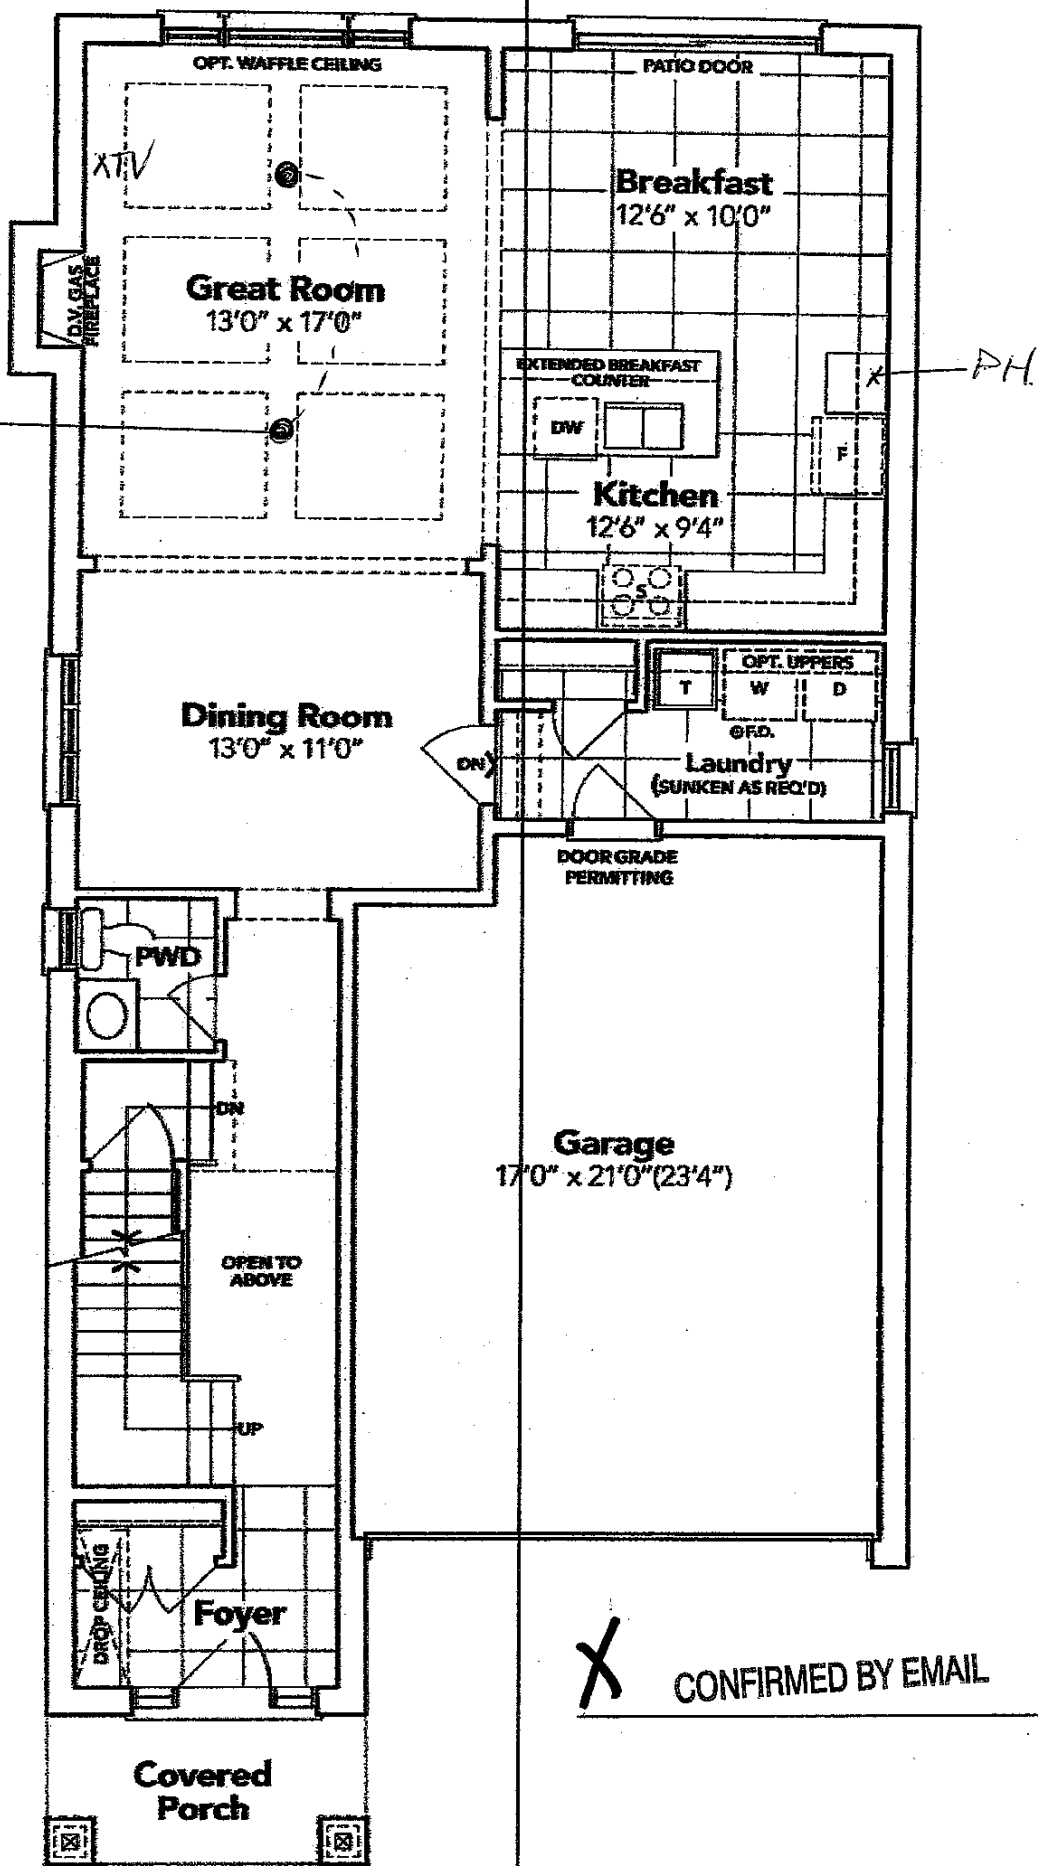 OPT. WAFFLE CEILING
PATIO DOOR
XTV
Breakfast
12'6" x 10'0"
D.V. GAS
FIREPLACE
Great Room
13'0" x 17'0"
EXTENDED BREAKFAST
COUNTER
X
PH.
DW
F
Kitchen
12'6" x 9'4"
S
OPT. UPPERS
T
W
D
Dining Room
13'0" x 11'0"
F.D.
DN
Laundry
(SUNKEN AS REQ'D)
DOOR GRADE
PERMITTING
PWD
DN
Garage
17'0" x 21'0"(23'4")
OPEN TO
ABOVE
UP
DROP CEILING
Foyer
X
CONFIRMED BY EMAIL
Covered
Porch